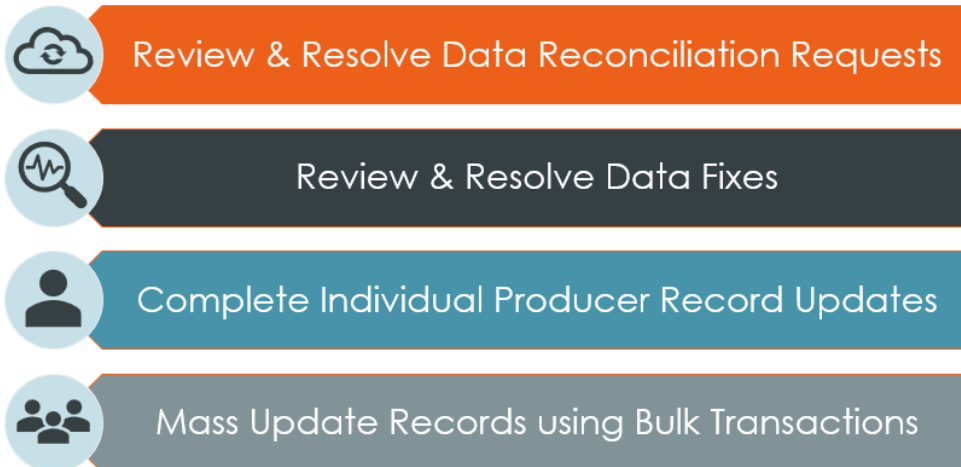 Review & Resolve Data Reconciliation Requests
Review & Resolve Data Fixes
Complete Individual Producer Record Updates
Mass Update Records using Bulk Transactions